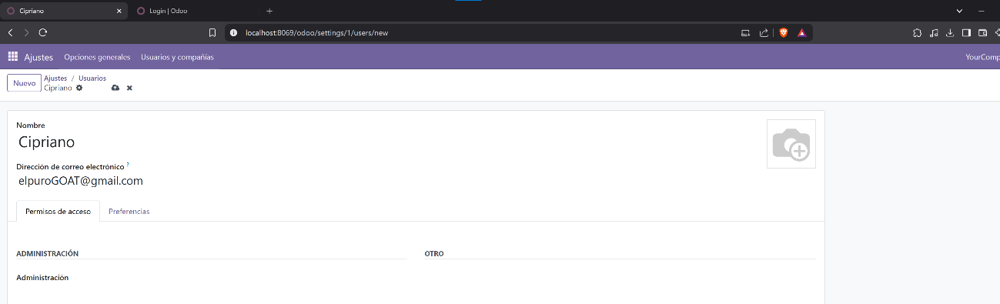 Cipriano
Login | Odoo
localhost:8069/odoo/settings/1/users/new
Ajustes Opciones generales Usuarios y compañías YourComp
Nuevo
Ajustes / Usuarios
Cipriano
Nombre
Cipriano
Dirección de correo electrónico ?
elpuroGOAT@gmail.com
Permisos de acceso Preferencias
ADMINISTRACIÓN OTRO
Administración